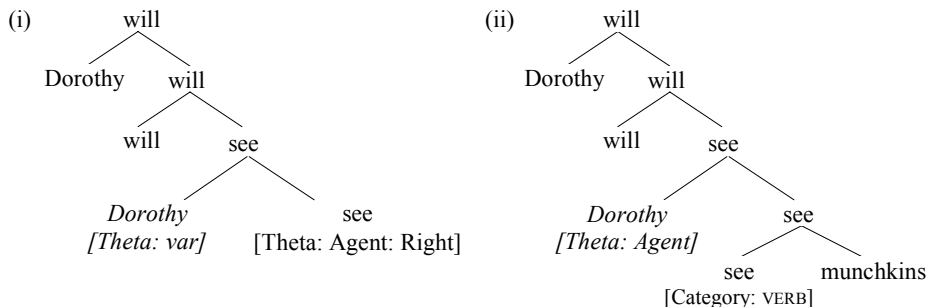 (i) will (ii) will
Dorothy will Dorothy will
will see will see
Dorothy see Dorothy see
[Theta: var] [Theta: Agent: Right] [Theta: Agent]
see munchkins
[Category: VERB]